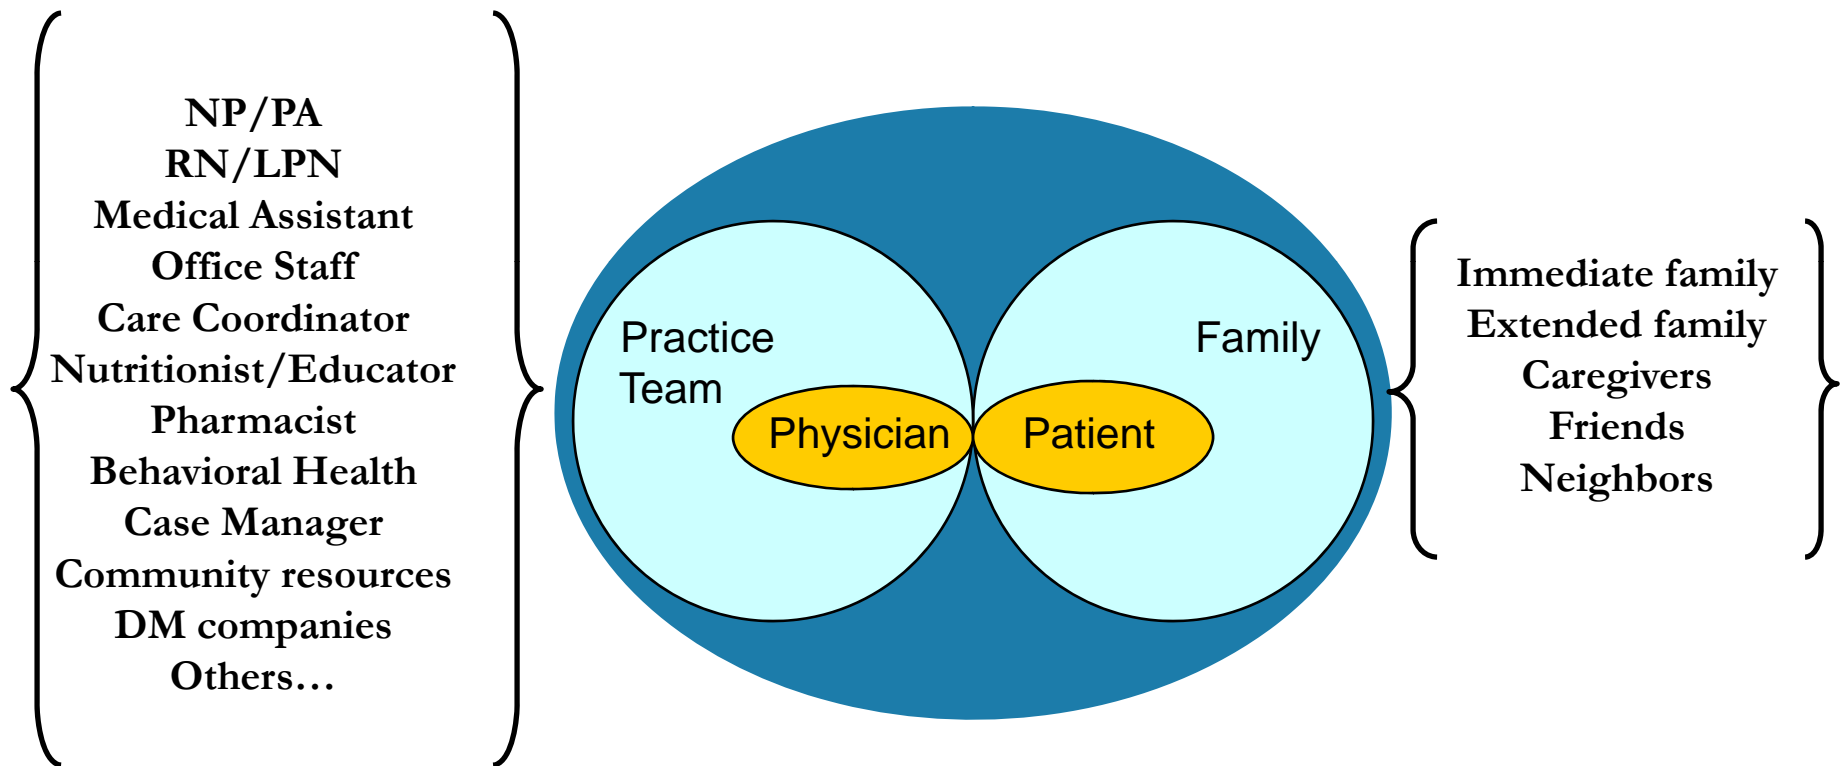 NP/PA
RN/LPN
Medical Assistant
Office Staff
Care Coordinator
Nutritionist/Educator
Pharmacist
Behavioral Health
Case Manager
Community resources
DM companies
Others…
Practice
Team
Physician
Family
Patient
Immediate family
Extended family
Caregivers
Friends
Neighbors